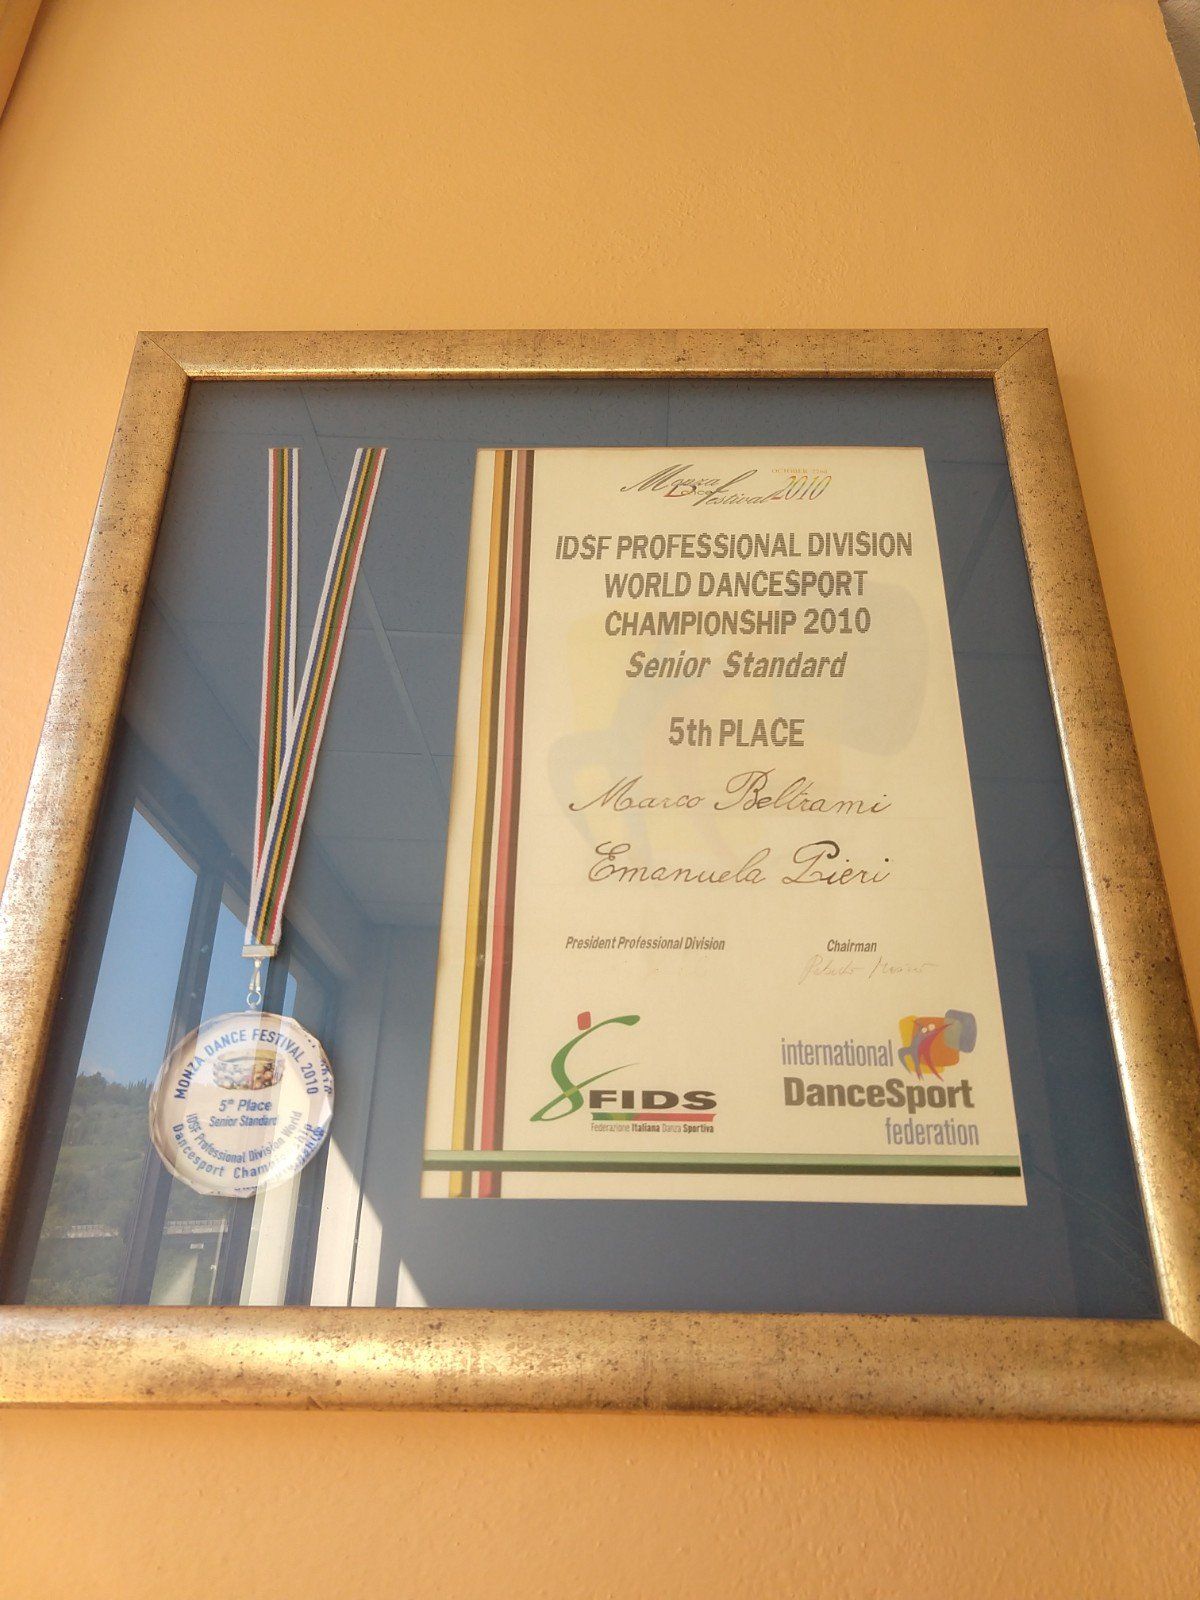 Monza Dance Festival 2010
OCTOBER 22nd
IDSF PROFESSIONAL DIVISION
WORLD DANCESPORT
CHAMPIONSHIP 2010
Senior Standard
5th PLACE
Marco Beltrami
Emanuela Pieri
President Professional Division
Chairman
FIDS
Federazione Italiana Danza Sportiva
international
DanceSport
federation
MONZA DANCE FESTIVAL 2010
5th Place
Senior Standard
IDSF Professional Division World
Dancesport Championship